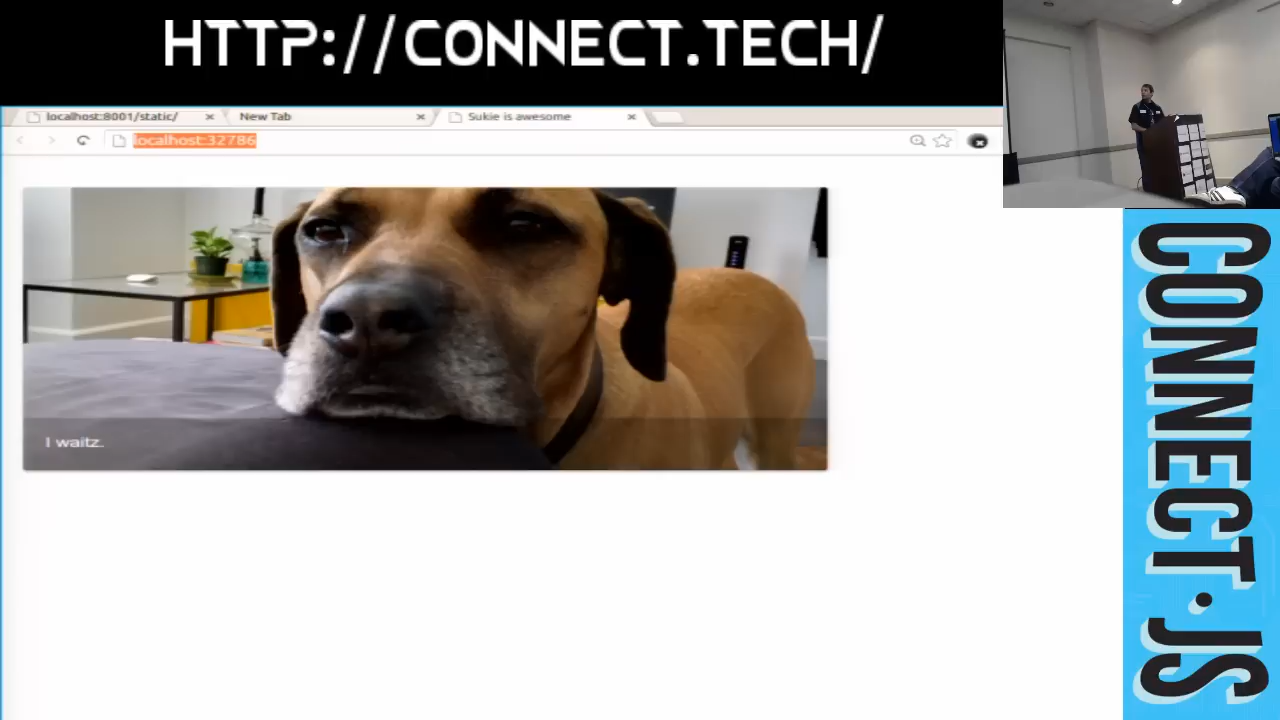 HTTP://CONNECT.TECH/
localhost:8001/static/
New Tab
Sukie is awesome
localhost:32786
I waitz.
CONNECT.JS